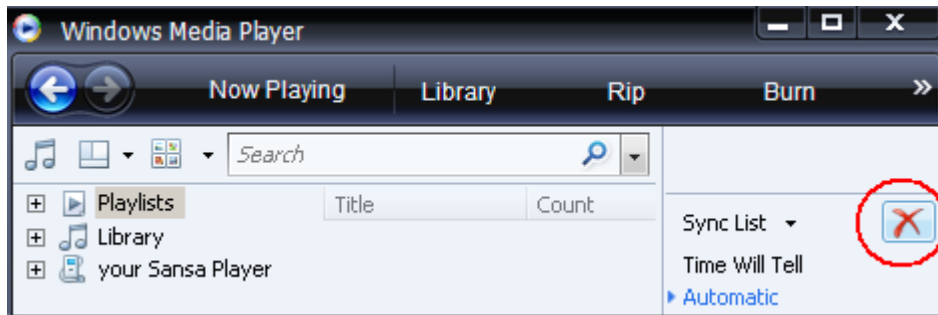 Windows Media Player
Now Playing Library Rip Burn »
Search
Playlists Title Count
Library
your Sansa Player
Sync List
Time Will Tell
Automatic